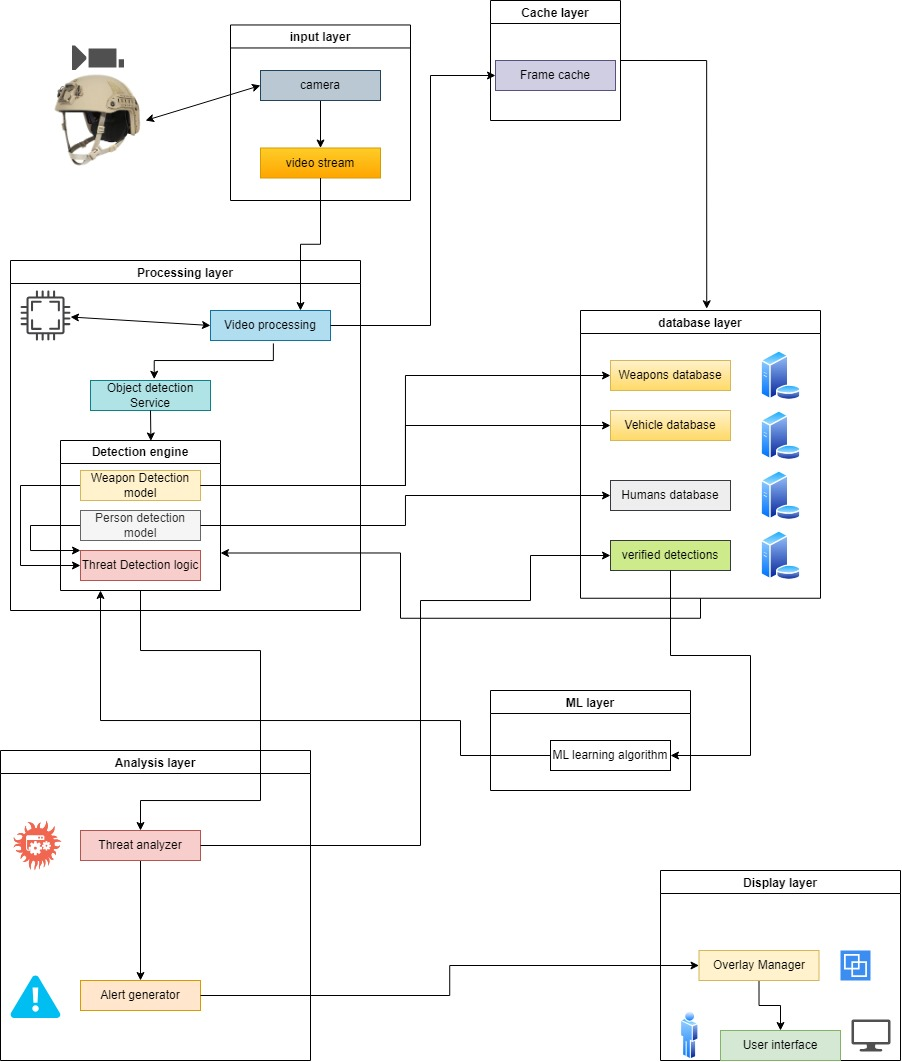 Cache layer
Frame cache
input layer
camera
video stream
Processing layer
Video processing
Object detection
Service
Detection engine
Weapon Detection
model
Person detection
model
Threat Detection logic
database layer
Weapons database
Vehicle database
Humans database
verified detections
ML layer
ML learning algorithm
Analysis layer
Threat analyzer
Alert generator
Display layer
Overlay Manager
User interface